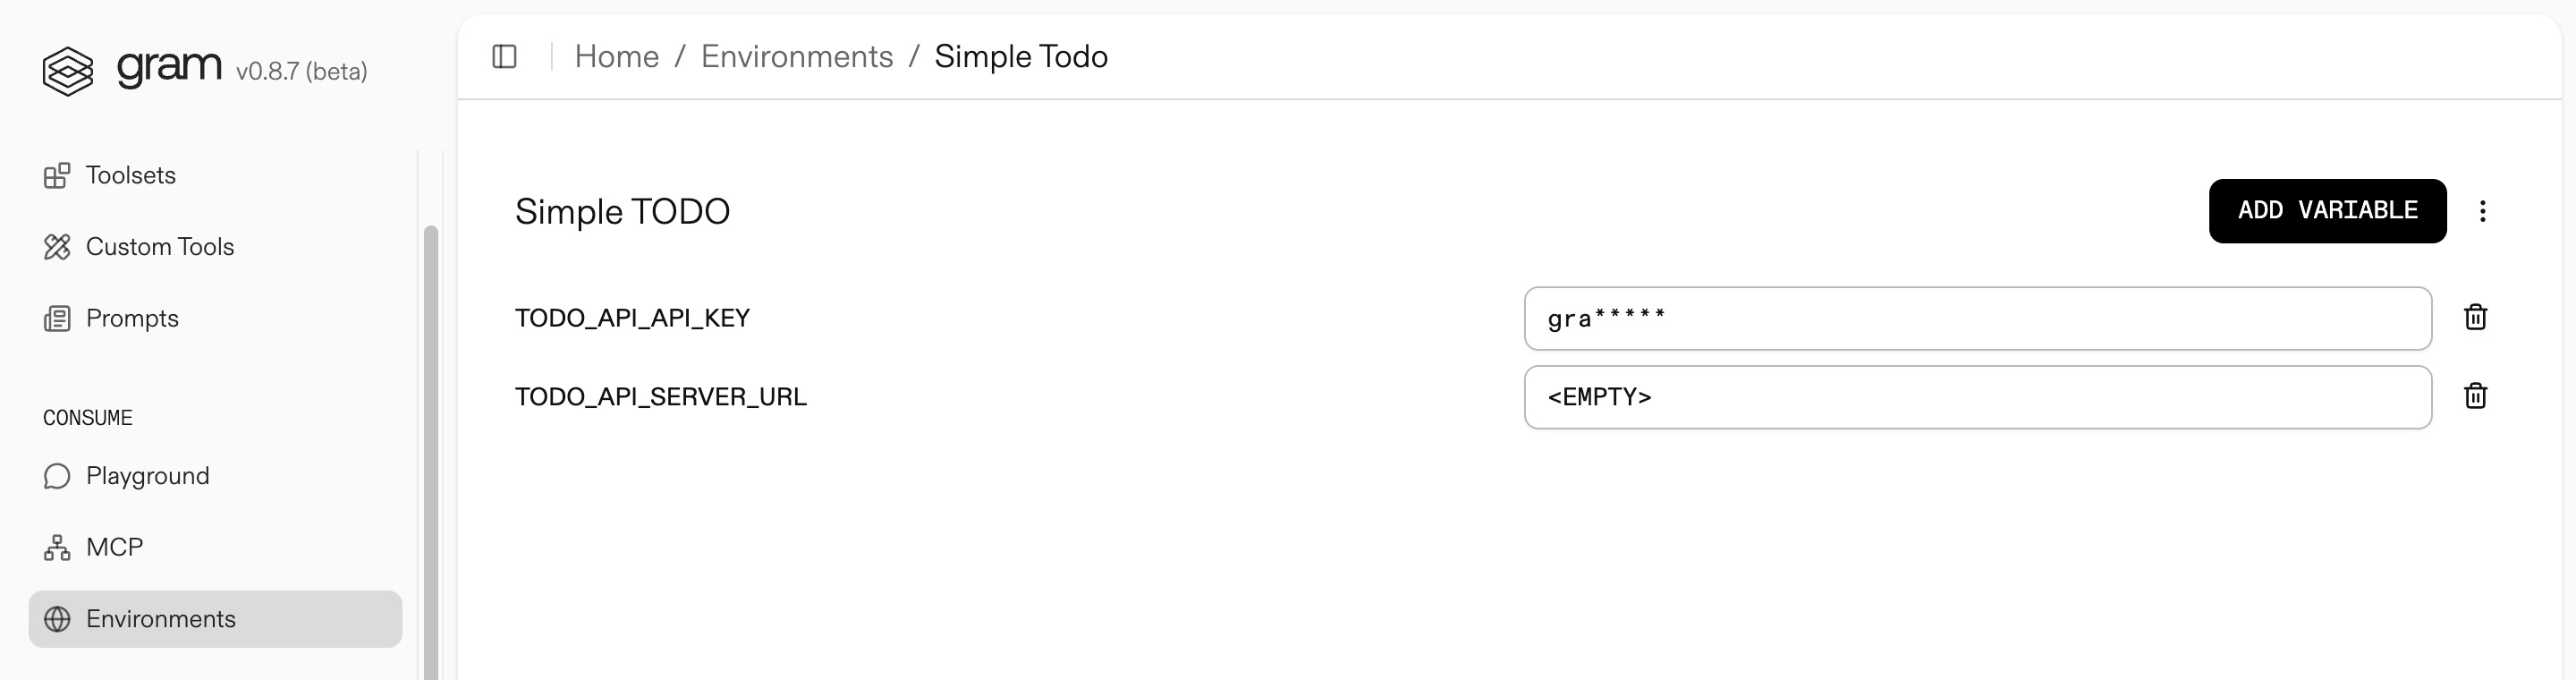 gram v0.8.7 (beta)
Toolsets
Custom Tools
Prompts
CONSUME
Playground
MCP
Environments
Home / Environments / Simple Todo
Simple TODO
ADD VARIABLE
TODO_API_API_KEY
gra*****
TODO_API_SERVER_URL
<EMPTY>